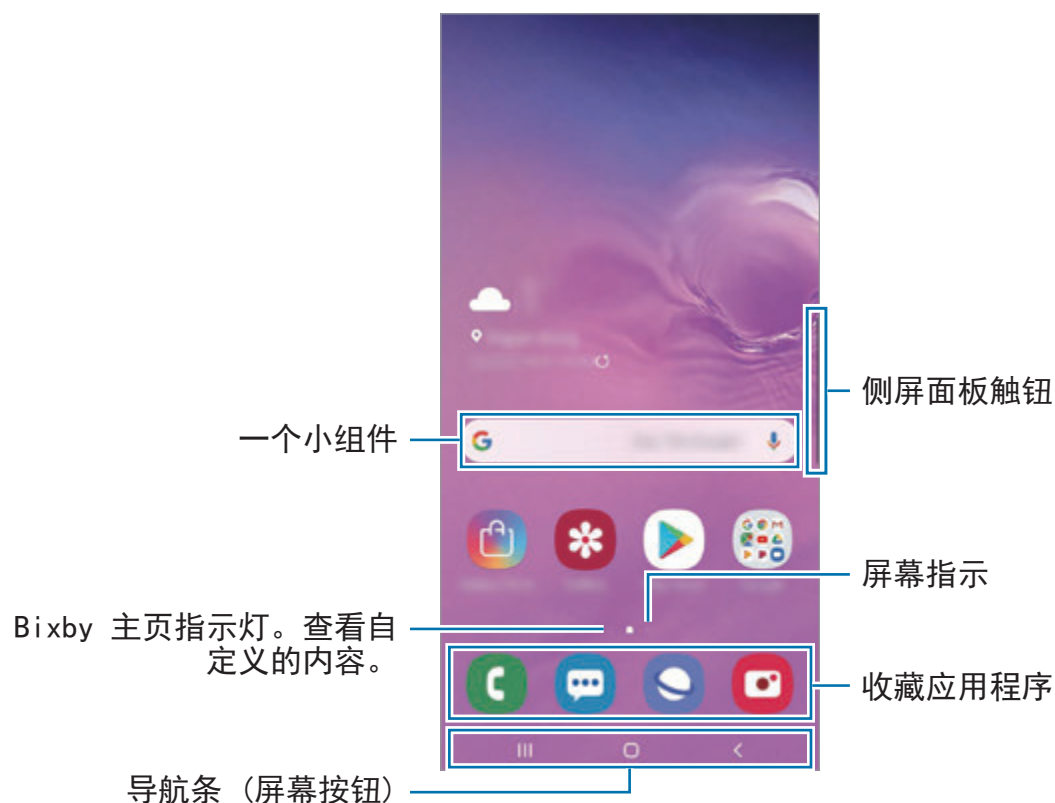 侧屏面板触钮
一个小组件
屏幕指示
Bixby 主页指示灯。查看自
定义的内容。
收藏应用程序
导航条 (屏幕按钮)